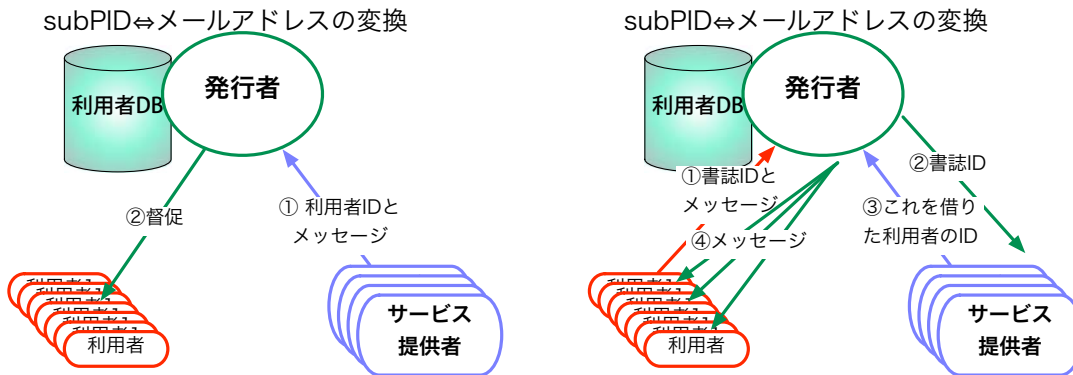 subPID⇔メールアドレスの変換
発行者
利用者DB
① 利用者IDと
メッセージ
②督促
利用者
サービス
提供者
subPID⇔メールアドレスの変換
発行者
利用者DB
①書誌IDと
メッセージ
②書誌ID
③これを借り
た利用者のID
④メッセージ
利用者
サービス
提供者